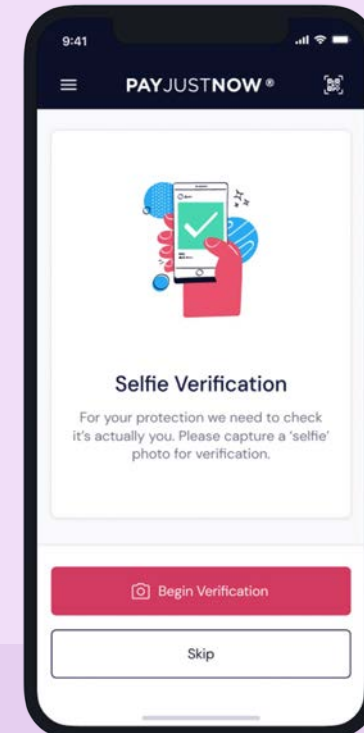 9:41
PAYJUSTNOW®
Selfie Verification
For your protection we need to check
it's actually you. Please capture a 'selfie'
photo for verification.
Begin Verification
Skip